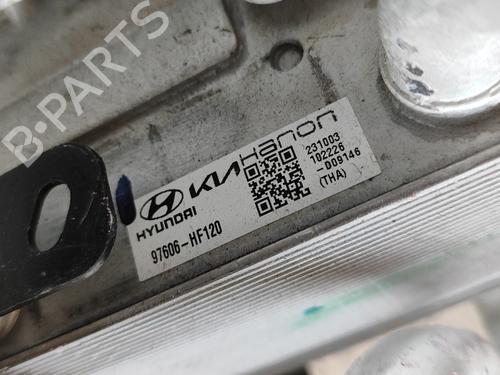 B-PARTS
HYUNDAI KIA Hanon
97606-HF120
231003
102226
-D09146
(THA)